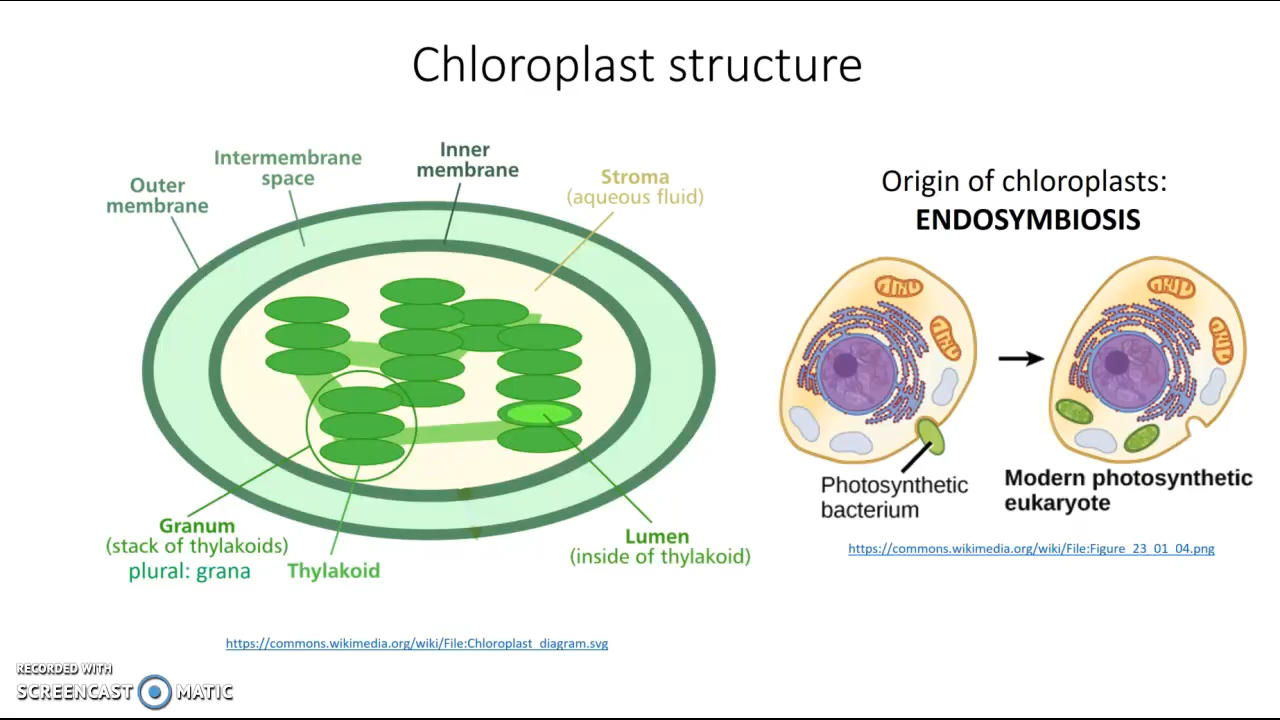 Chloroplast structure
Outer
membrane
Intermembrane
space
Inner
membrane
Stroma
(aqueous fluid)
Granum
(stack of thylakoids)
plural: grana
Thylakoid
Lumen
(inside of thylakoid)
https://commons.wikimedia.org/wiki/File:Chloroplast_diagram.svg
Origin of chloroplasts:
ENDOSYMBIOSIS
Photosynthetic
bacterium
Modern photosynthetic
eukaryote
https://commons.wikimedia.org/wiki/File:Figure_23_01_04.png
RECORDED WITH
SCREENCAST MATIC